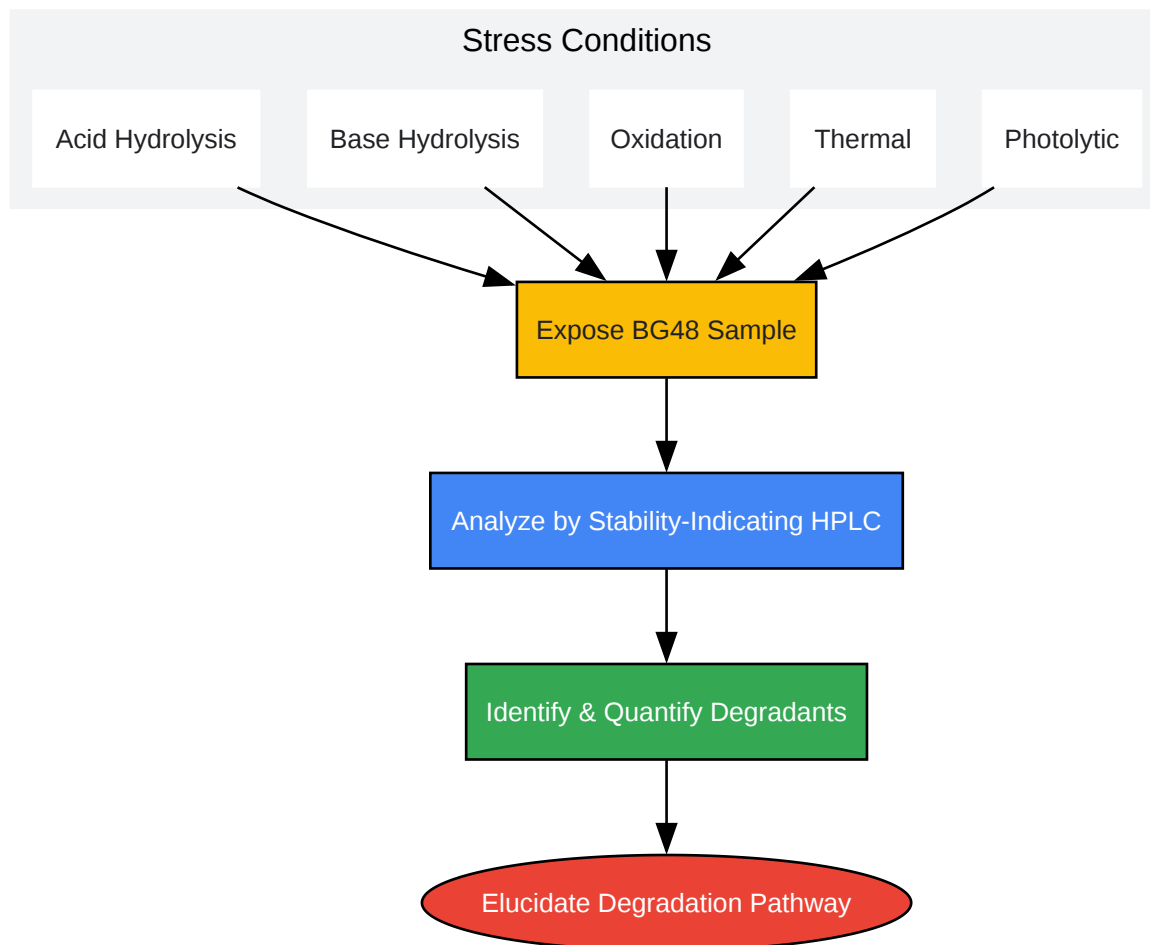 Stress Conditions
Acid Hydrolysis
Base Hydrolysis
Oxidation
Thermal
Photolytic
Expose BG48 Sample
Analyze by Stability-Indicating HPLC
Identify & Quantify Degradants
Elucidate Degradation Pathway